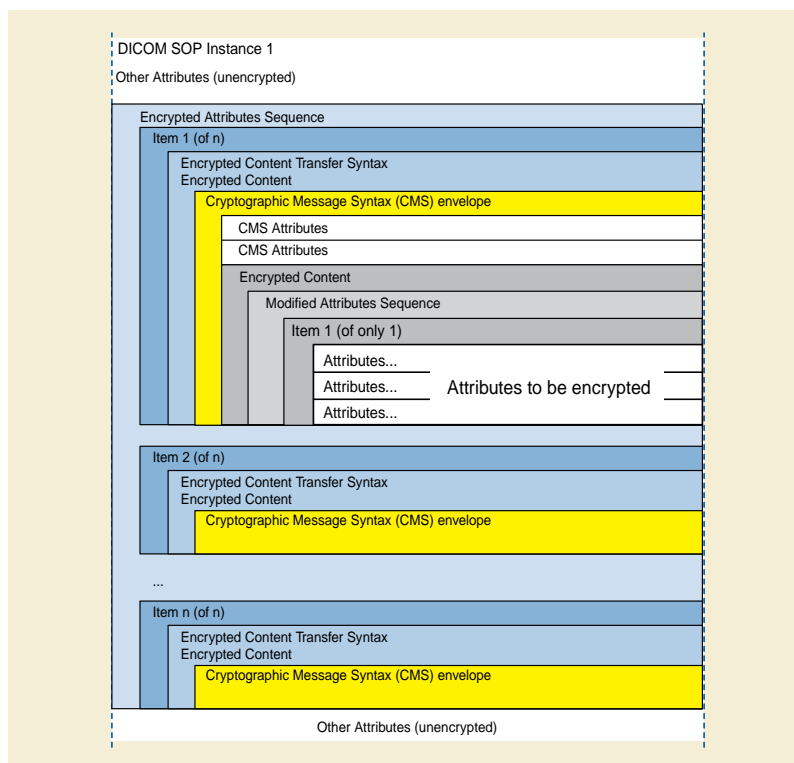 DICOM SOP Instance 1
Other Attributes (unencrypted)
Encrypted Attributes Sequence
Item 1 (of n)
Encrypted Content Transfer Syntax
Encrypted Content
Cryptographic Message Syntax (CMS) envelope
CMS Attributes
CMS Attributes
Encrypted Content
Modified Attributes Sequence
Item 1 (of only 1)
Attributes...
Attributes... Attributes to be encrypted
Attributes...
Item 2 (of n)
Encrypted Content Transfer Syntax
Encrypted Content
Cryptographic Message Syntax (CMS) envelope
...
Item n (of n)
Encrypted Content Transfer Syntax
Encrypted Content
Cryptographic Message Syntax (CMS) envelope
Other Attributes (unencrypted)